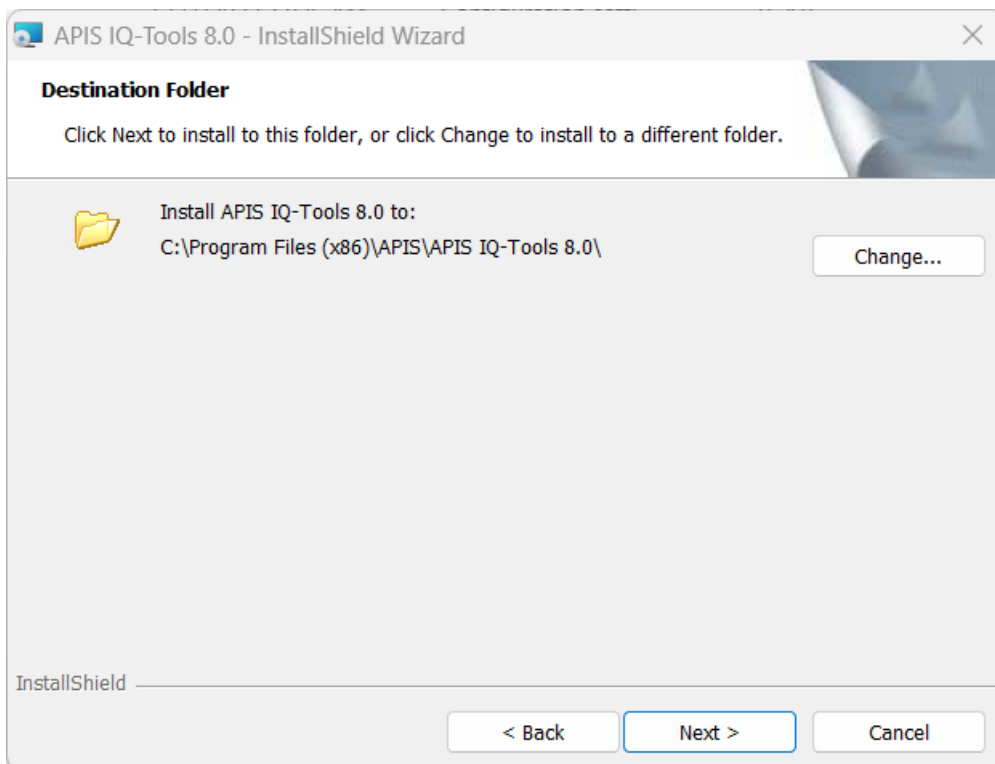 APIS IQ-Tools 8.0 - InstallShield Wizard
Destination Folder
Click Next to install to this folder, or click Change to install to a different folder.
Install APIS IQ-Tools 8.0 to:
C:\Program Files (x86)\APIS\APIS IQ-Tools 8.0\
Change...
InstallShield
< Back
Next >
Cancel